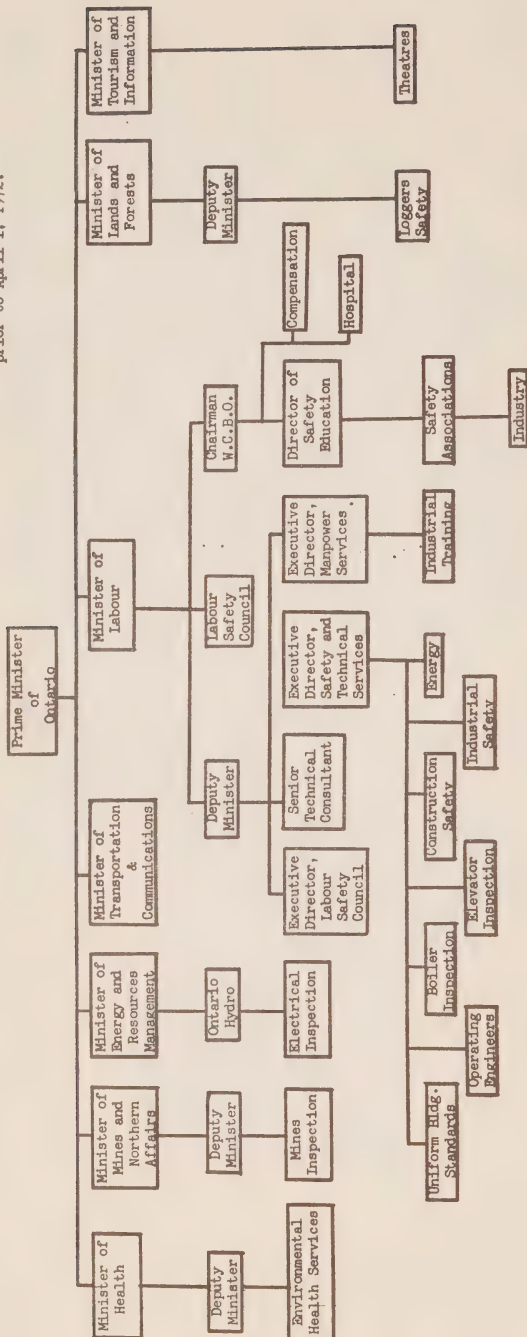 prior to April 1, 1972.
Prime Minister
of
Ontario
Minister of
Health
Minister of
Mines and
Northern
Affairs
Minister of
Energy and
Resources
Management
Minister of
Transportation
&
Communications
Minister of
Labour
Minister of
Lands and
Forests
Minister of
Tourism and
Information
Deputy
Minister
Deputy
Minister
Ontario
Hydro
Deputy
Minister
Labour
Safety
Council
Chairman
W.C.B.O.
Deputy
Minister
Environmental
Health Services
Mines
Inspection
Electrical
Inspection
Executive
Director,
Labour
Safety
Council
Senior
Technical
Consultant
Executive
Director,
Safety and
Technical
Services
Executive
Director,
Manpower
Services
Director of
Safety
Education
Compensation
Hospital
Uniform Bldg.
Standards
Operating
Engineers
Boiler
Inspection
Elevator
Inspection
Construction
Safety
Industrial
Safety
Energy
Industrial
Training
Safety
Associations
Industry
Loggers
Safety
Theatres